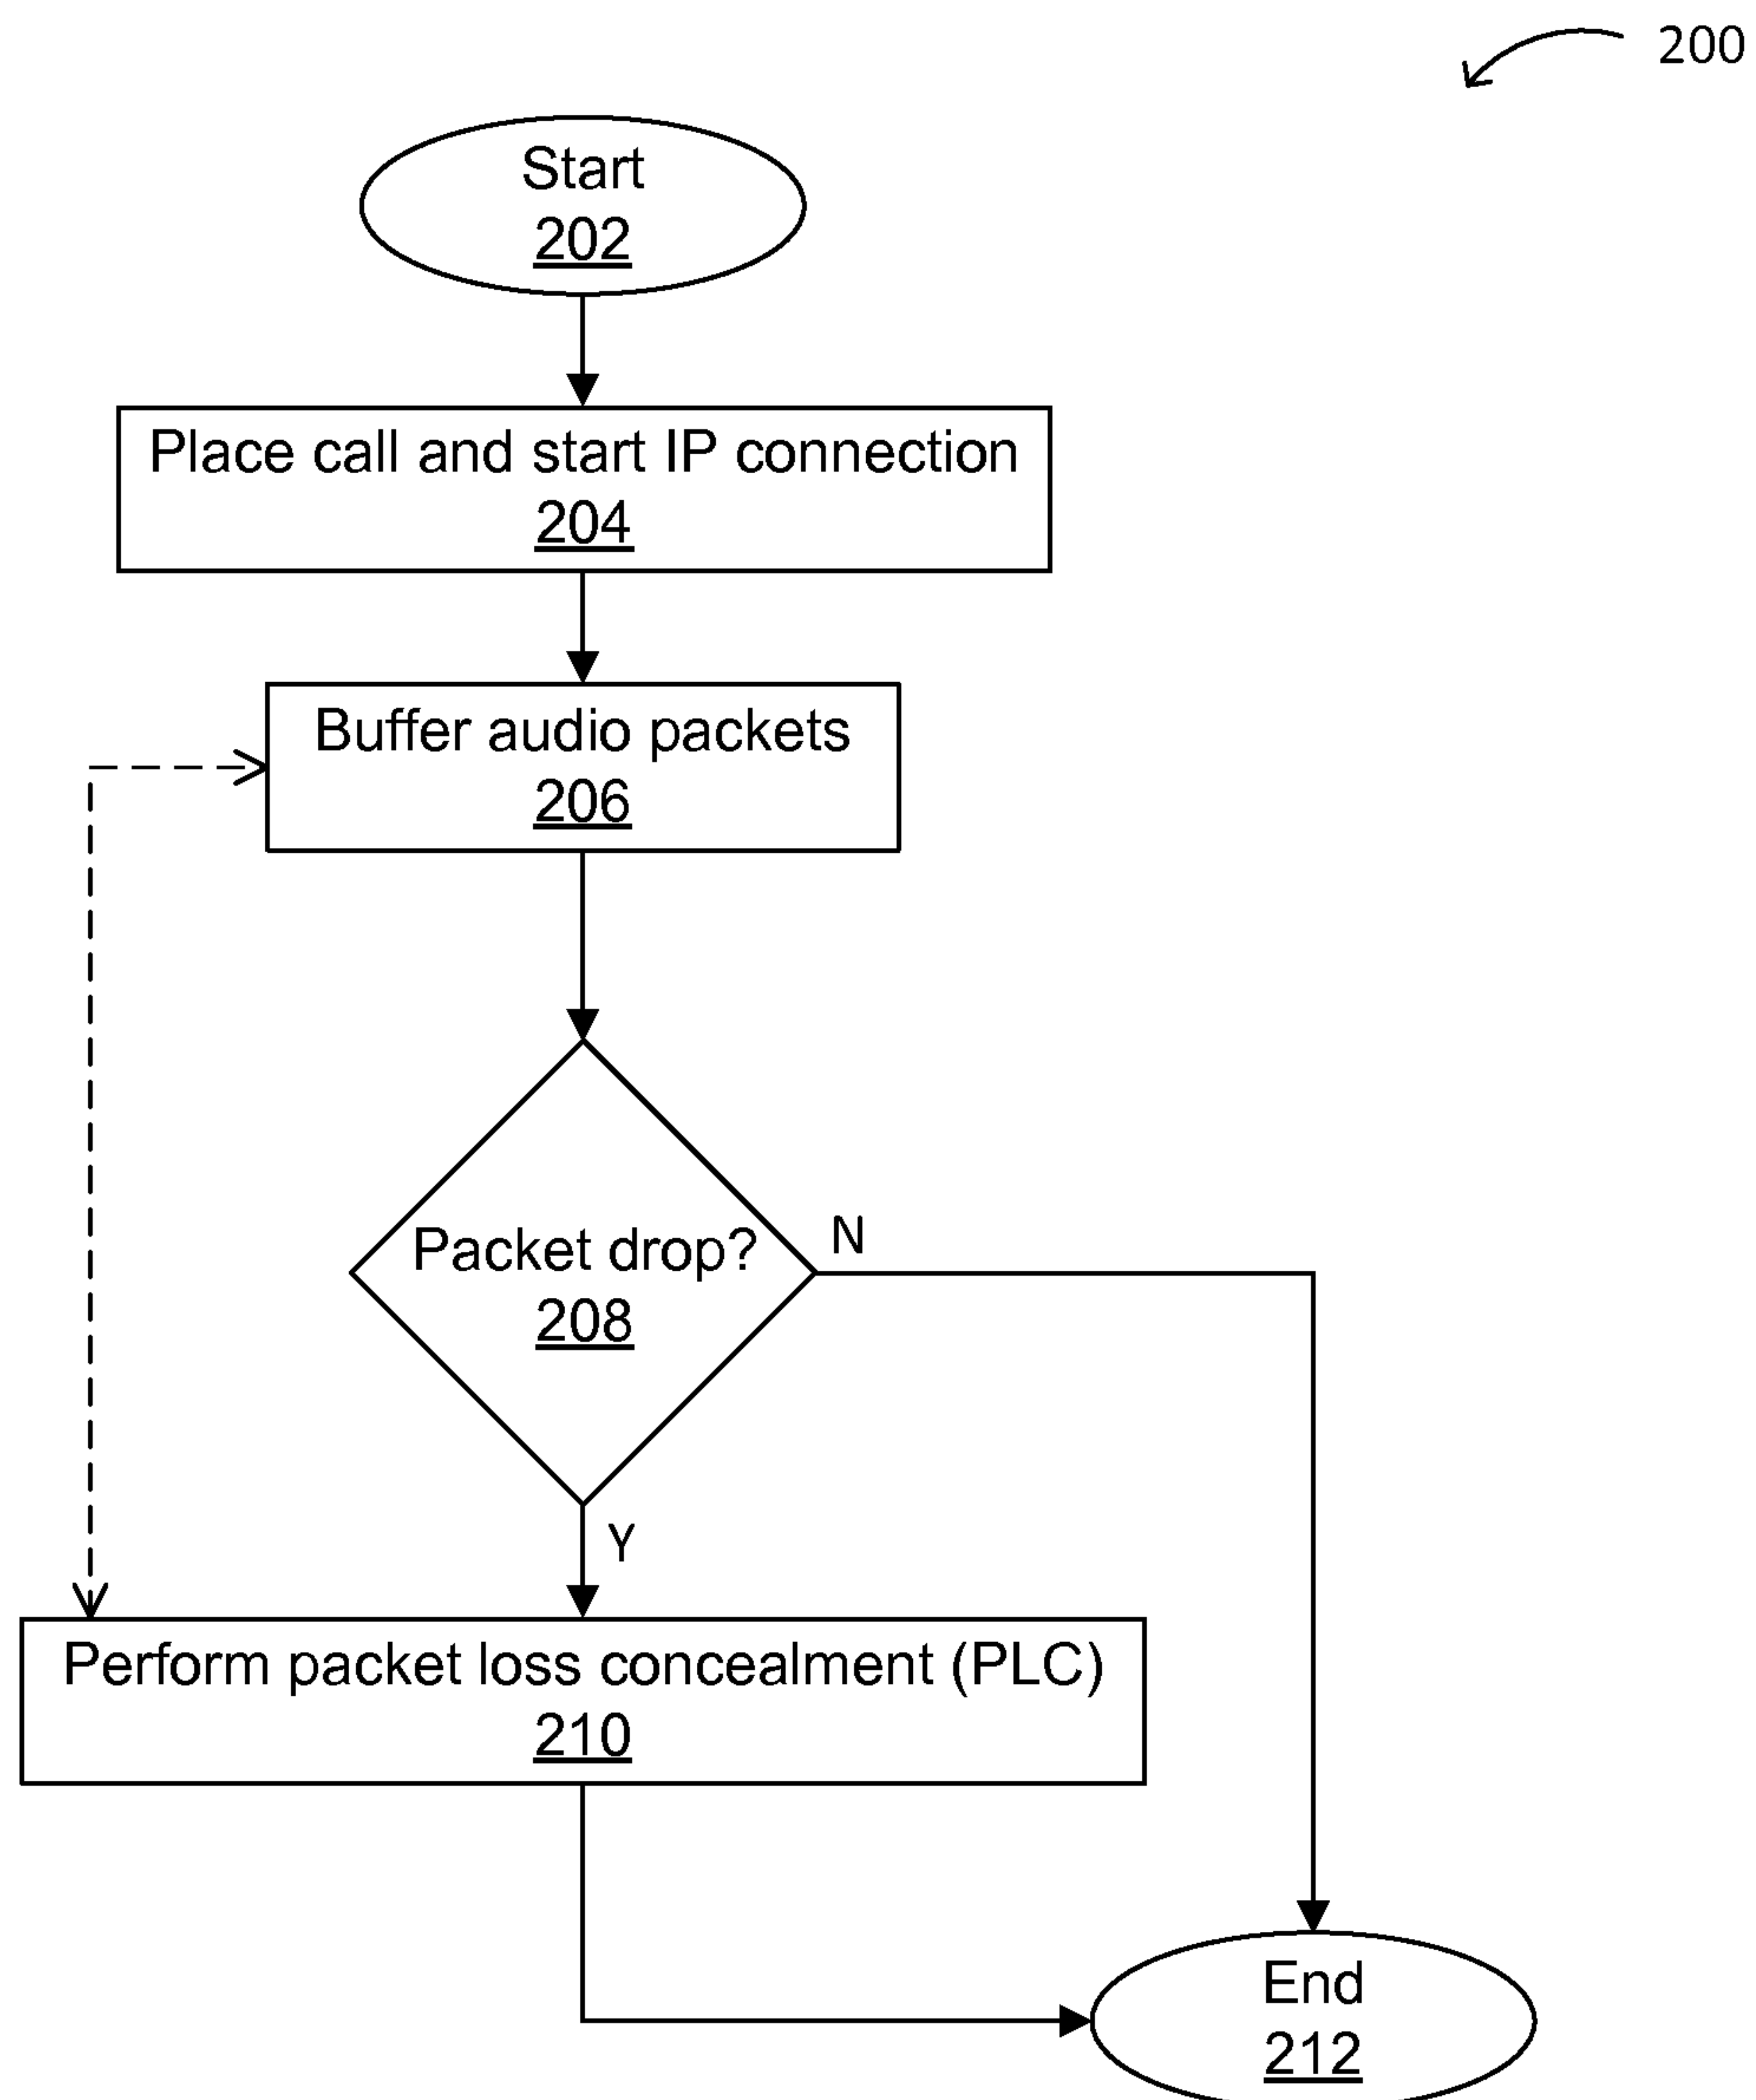 200
Start
202
Place call and start IP connection
204
Buffer audio packets
206
Packet drop?
208
N
Y
Perform packet loss concealment (PLC)
210
End
212